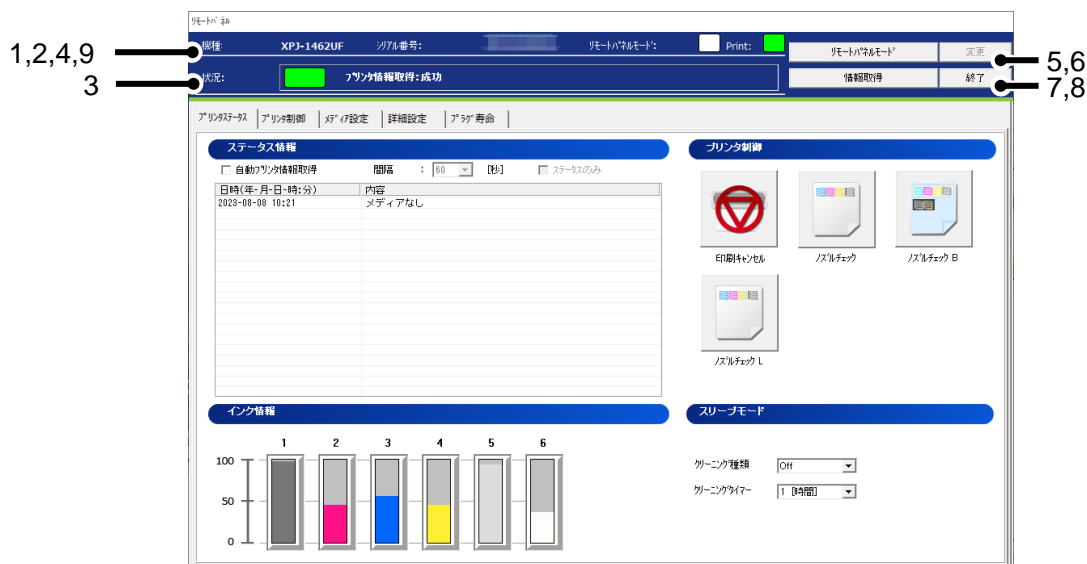 リモートパネル
1,2,4,9
機種: XPJ-1462UF シリアル番号: リモートパネルモード: Print: リモートパネルモード 変更
5,6
3
状況: プリンタ情報取得:成功 情報取得 終了
7,8
プリンタステータス プリンタ制御 メディア設定 詳細設定 プラグ寿命
ステータス情報
自動プリンタ情報取得 間隔 : 60 [秒] ステータスのみ
日時(年-月-日-時:分) 内容
2023-08-08 10:21 メディアなし
プリンタ制御
印刷キャンセル ノズルチェック ノズルチェック B
ノズルチェック L
インク情報
1 2 3 4 5 6
100
50
0
スリープモード
クリーニング種類 Off
クリーニングタイマー 1 [時間]